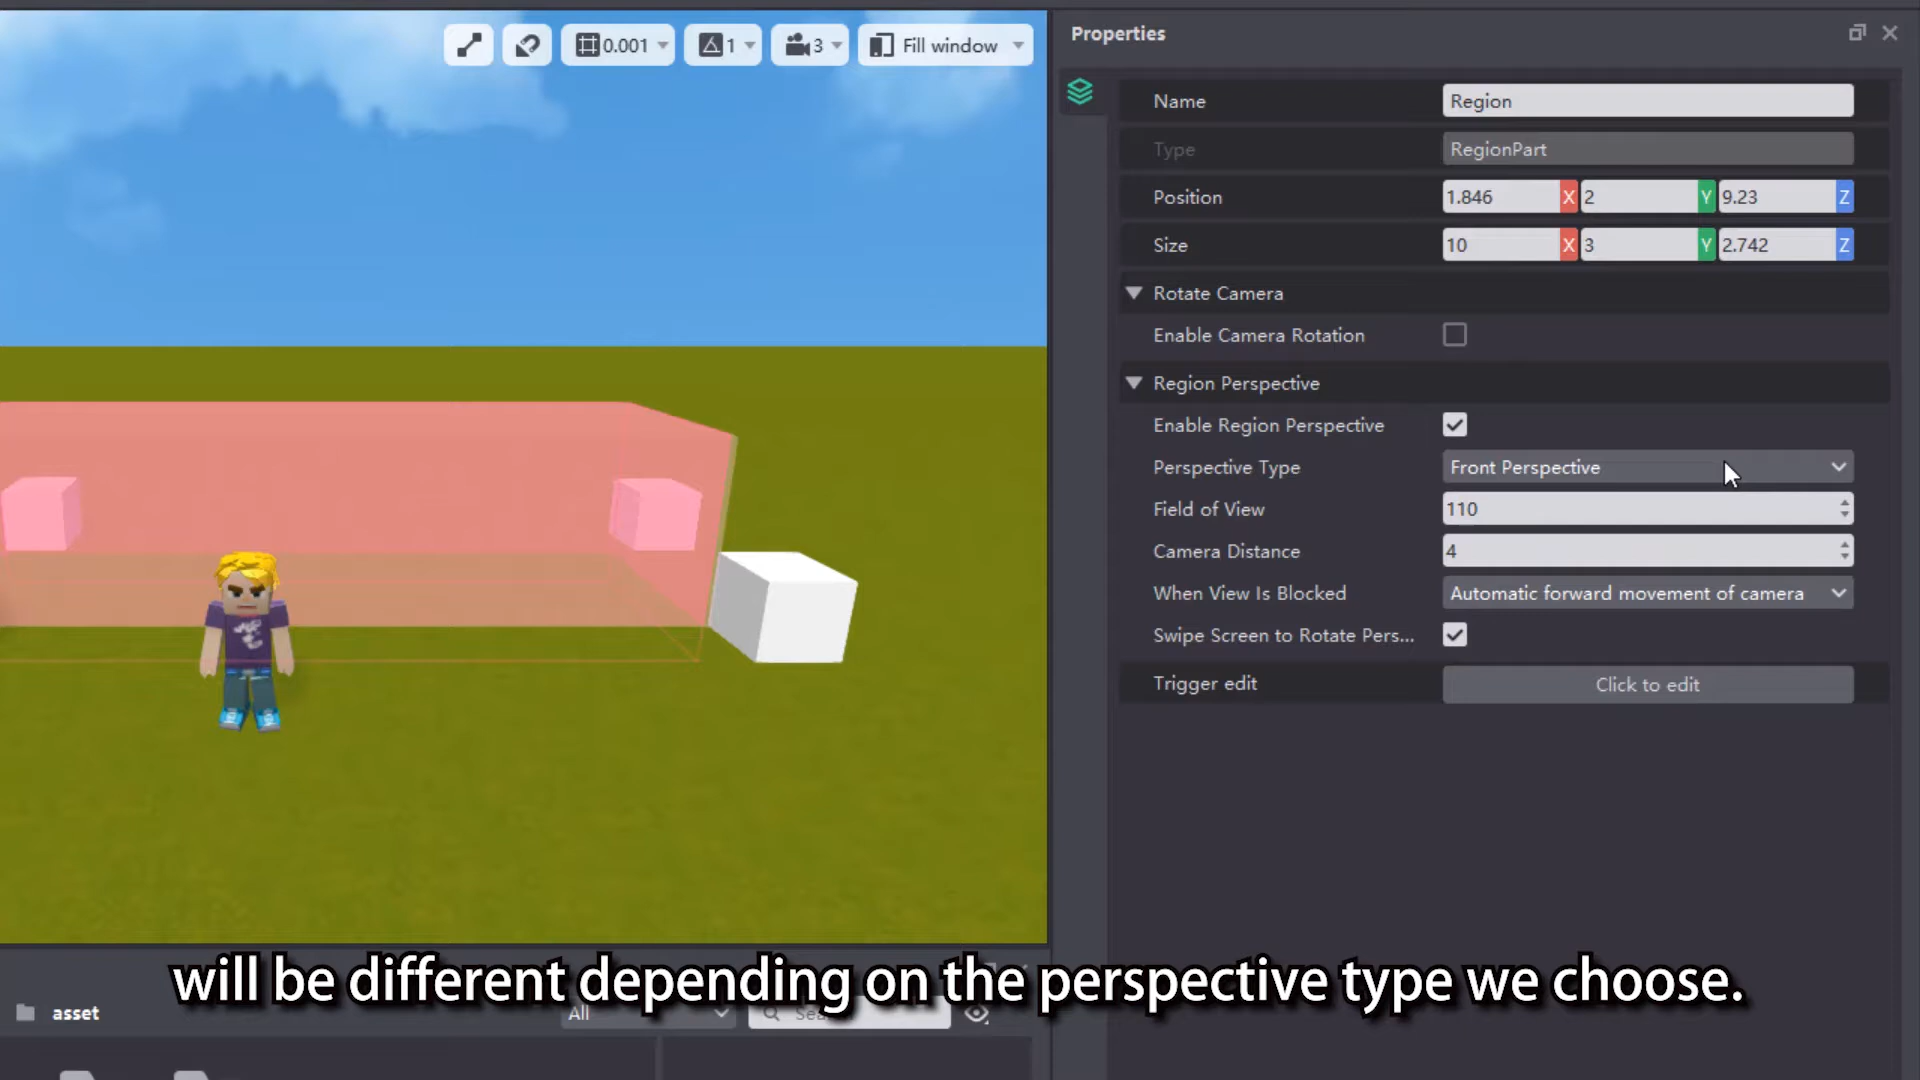 0.001
1
3
Fill window
Properties
Name
Region
Type
RegionPart
Position
1.846 X 2 Y 9.23 Z
Size
10 X 3 Y 2.742 Z
Rotate Camera
Enable Camera Rotation
Region Perspective
Enable Region Perspective
Perspective Type
Front Perspective
Field of View
110
Camera Distance
4
When View Is Blocked
Automatic forward movement of camera
Swipe Screen to Rotate Pers...
Trigger edit
Click to edit
will be different depending on the perspective type we choose.
asset
All